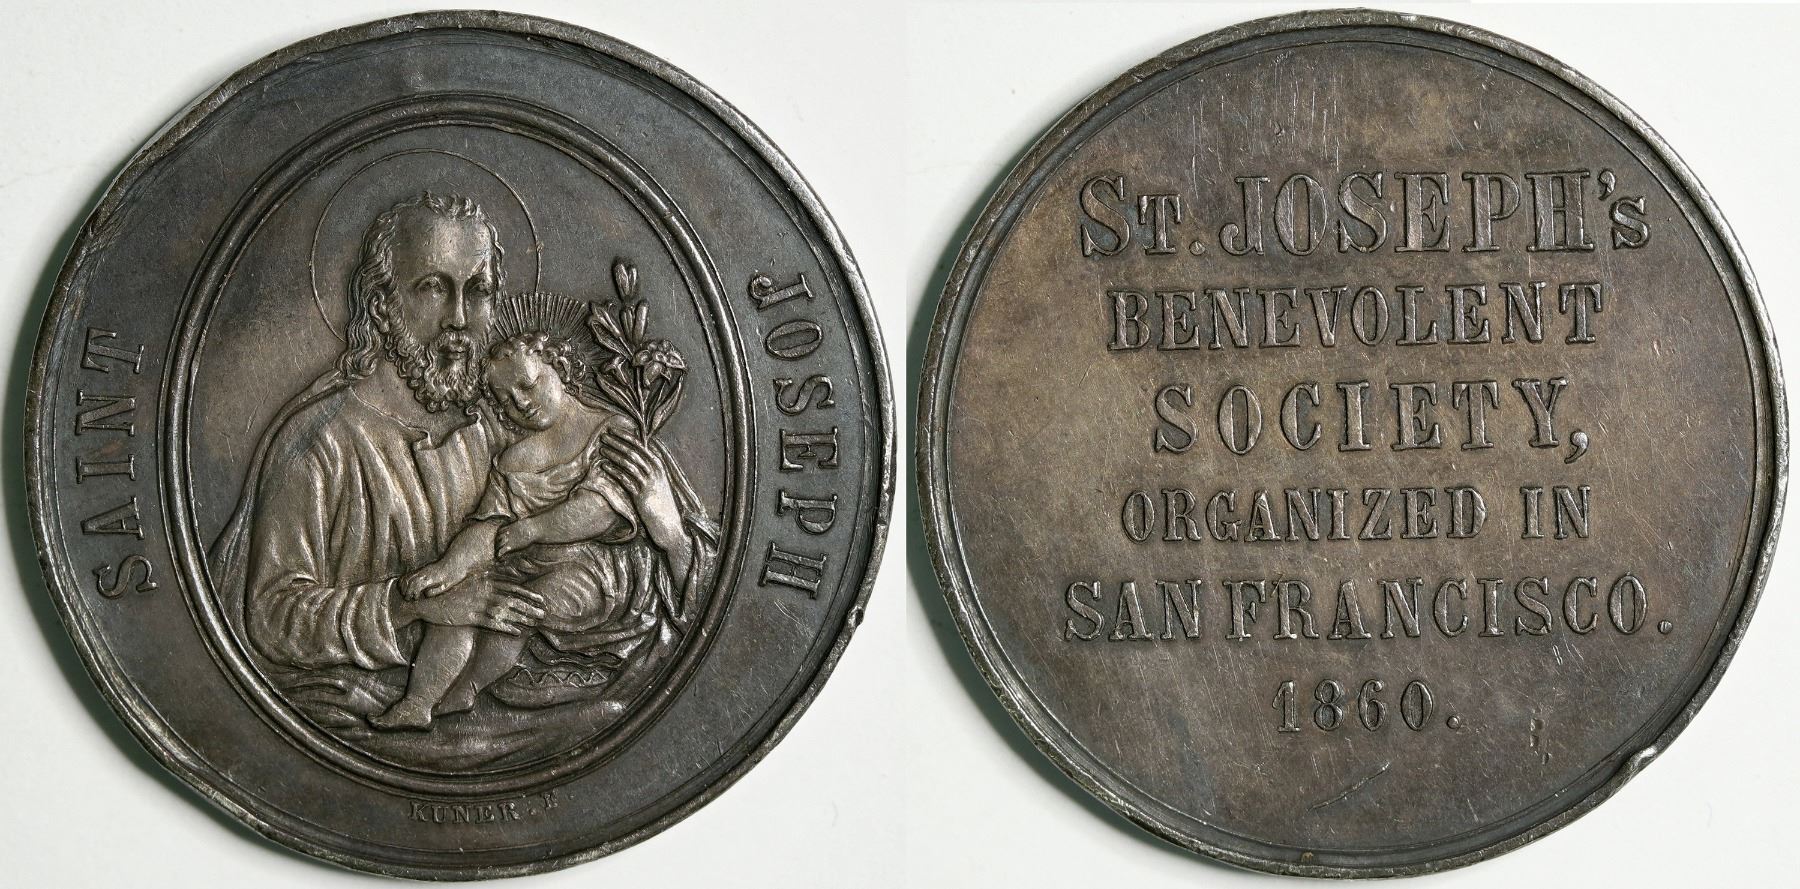 SAINT JOSEPH
KUNER. F.
St. JOSEPH's
BENEVOLENT
SOCIETY,
ORGANIZED IN
SAN FRANCISCO.
1860.